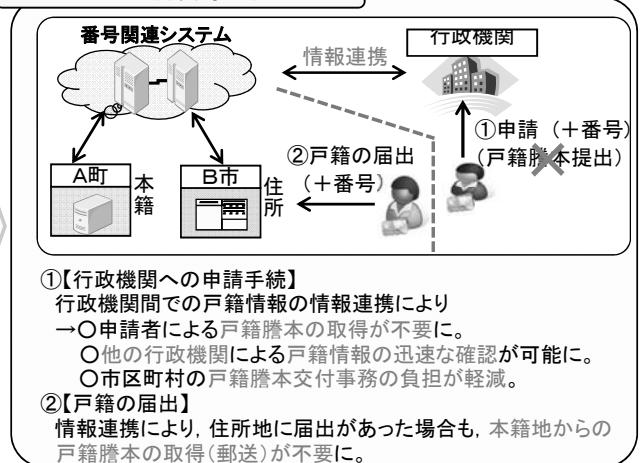 番号関連システム
行政機関
情報連携
①申請（＋番号）
（戸籍謄本提出）
②戸籍の届出
（＋番号）
A町
本籍
B市
住所
①【行政機関への申請手続】
行政機関間での戸籍情報の情報連携により
→○申請者による戸籍謄本の取得が不要に。
○他の行政機関による戸籍情報の迅速な確認が可能に。
○市区町村の戸籍謄本交付事務の負担が軽減。
②【戸籍の届出】
情報連携により，住所地に届出があった場合も，本籍地からの
戸籍謄本の取得（郵送）が不要に。